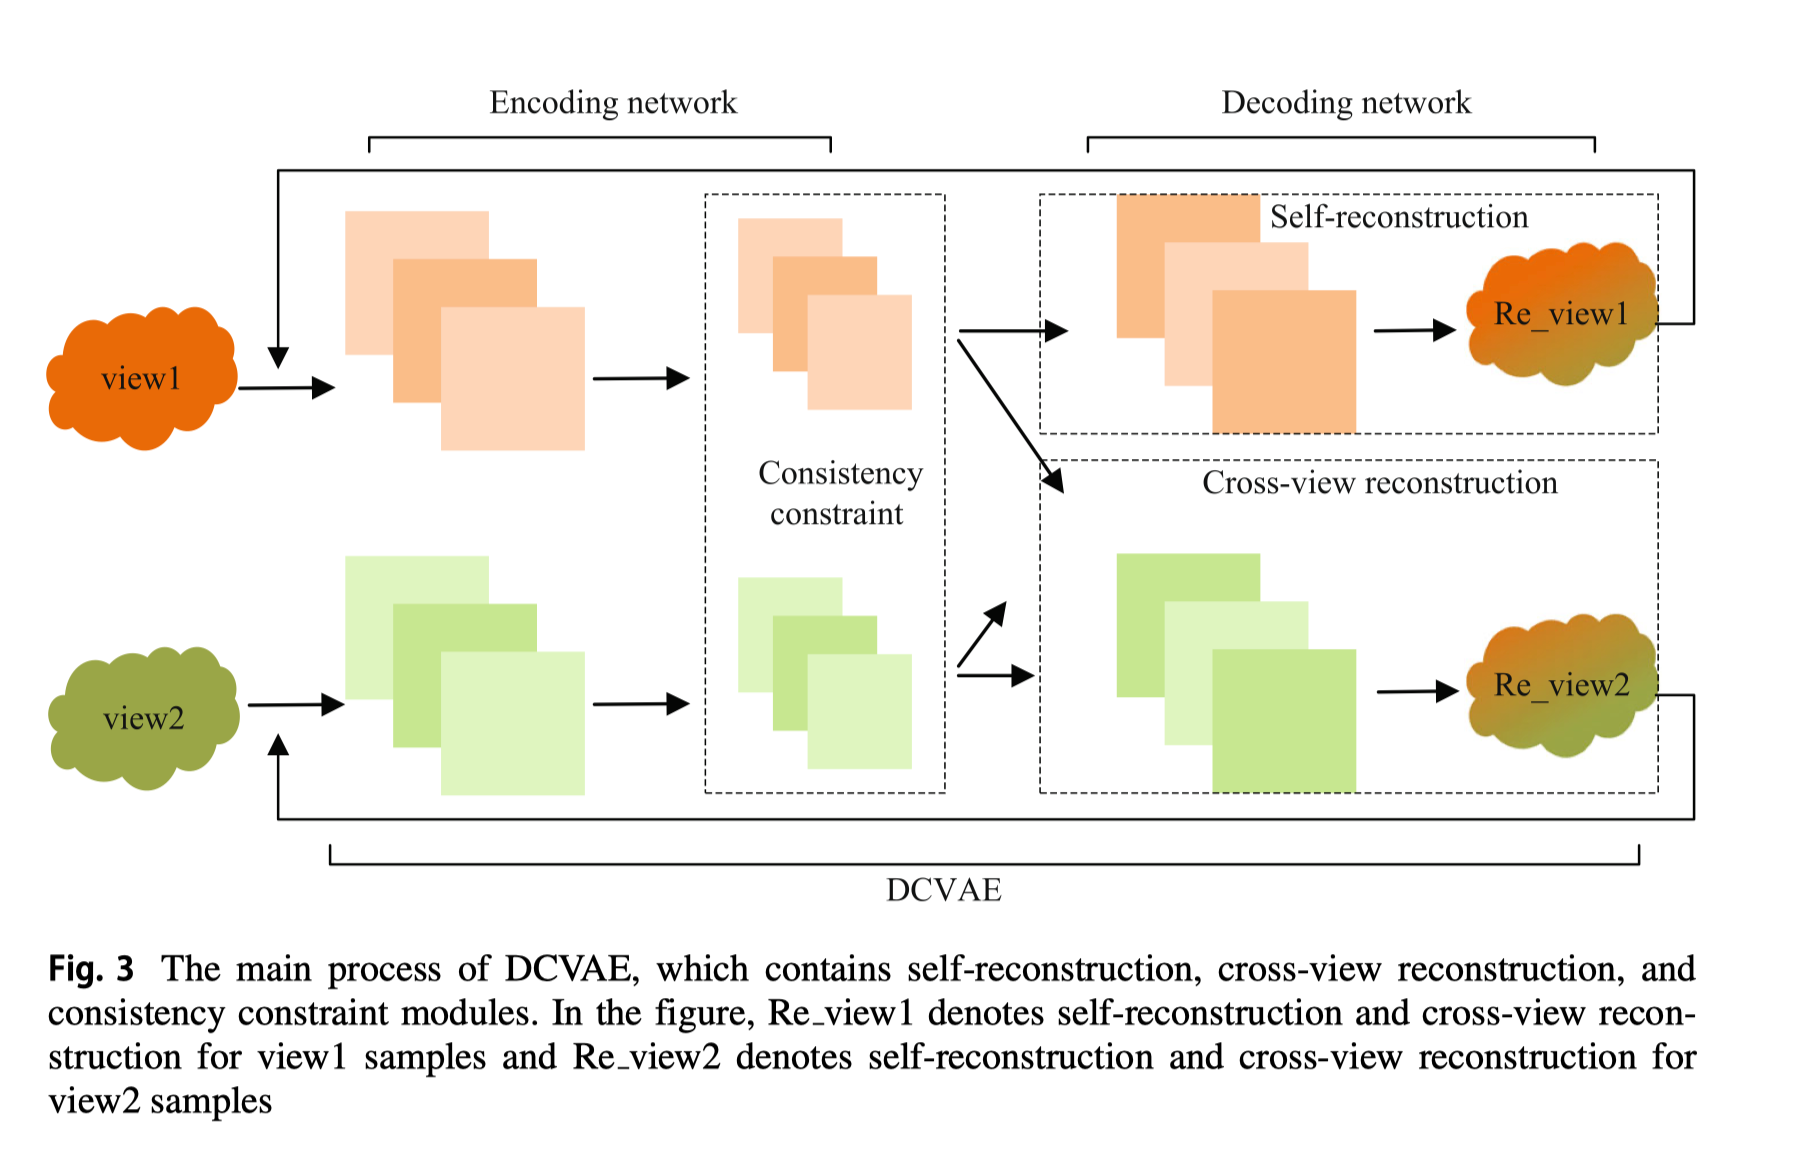 Encoding network
Decoding network
Self-reconstruction
Re_view1
view1
Consistency
constraint
Cross-view reconstruction
view2
Re_view2
DCVAE
Fig. 3 The main process of DCVAE, which contains self-reconstruction, cross-view reconstruction, and
consistency constraint modules. In the figure, Re_view1 denotes self-reconstruction and cross-view recon-
struction for view1 samples and Re_view2 denotes self-reconstruction and cross-view reconstruction for
view2 samples